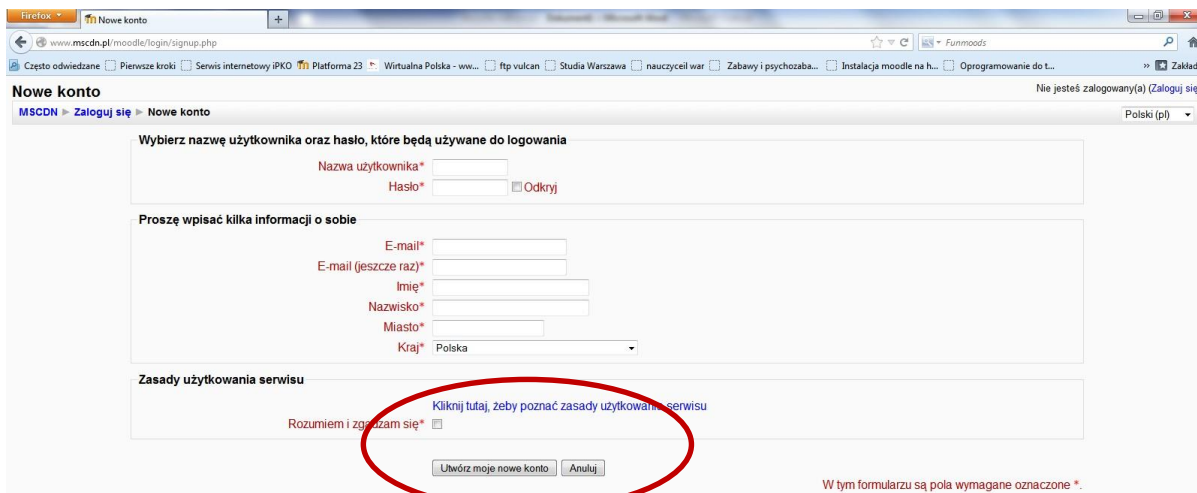 Firefox
Nowe konto
www.mscdn.pl/moodle/login/signup.php
Funmoods
Często odwiedzane Pierwsze kroki Serwis internetowy iPKO Platforma 23 Wirtualna Polska - ww... ftp vulcan Studia Warszawa nauczyceil war Zabawy i psychozaba... Instalacja moodle na h... Oprogramowanie do t... » Zakład
Nowe konto
Nie jesteś zalogowany(a) (Zaloguj się
MSCDN ► Zaloguj się ► Nowe konto
Polski (pl)
Wybierz nazwę użytkownika oraz hasło, które będą używane do logowania
Nazwa użytkownika*
Hasło* Odkryj
Proszę wpisać kilka informacji o sobie
E-mail*
E-mail (jeszcze raz)*
Imię*
Nazwisko*
Miasto*
Kraj* Polska
Zasady użytkowania serwisu
Kliknij tutaj, żeby poznać zasady użytkowania serwisu
Rozumiem i zgadzam się*
Utwórz moje nowe konto Anuluj
W tym formularzu są pola wymagane oznaczone *.